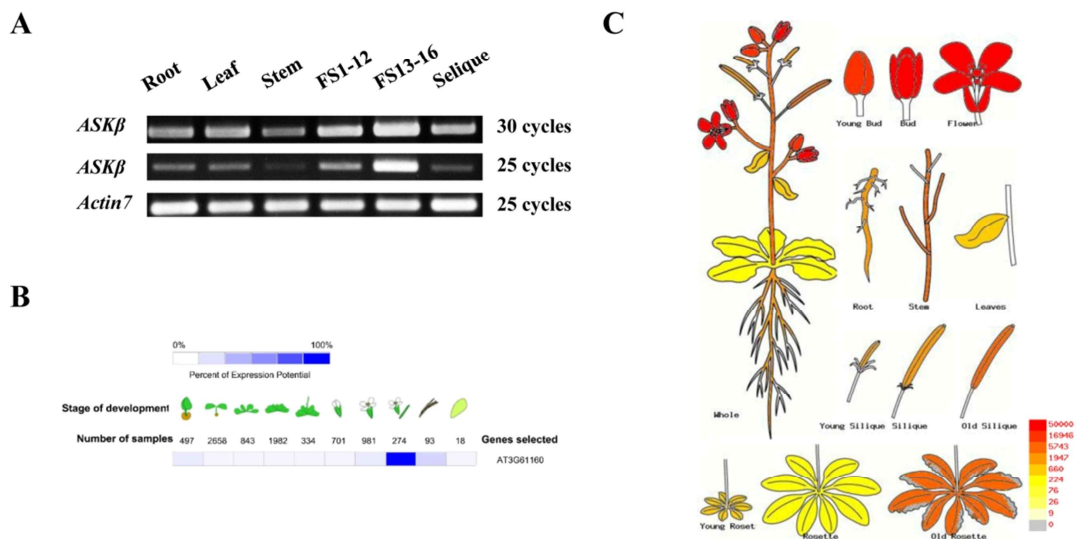 A
Root Leaf Stem FS1-12 FS13-16 Selique
ASKβ 30 cycles
ASKβ 25 cycles
Actin7 25 cycles
B
0% 100%
Percent of Expression Potential
Stage of development
Number of samples 497 2658 843 1982 334 701 981 274 93 18 Genes selected
AT3G61160
C
Young Bud Bud Flower
Root Stem Leaves
Whole
Young Silique Silique Old Silique
Young Roset Rosette Old Rosette
50000
16946
5743
1947
660
224
76
26
9
0